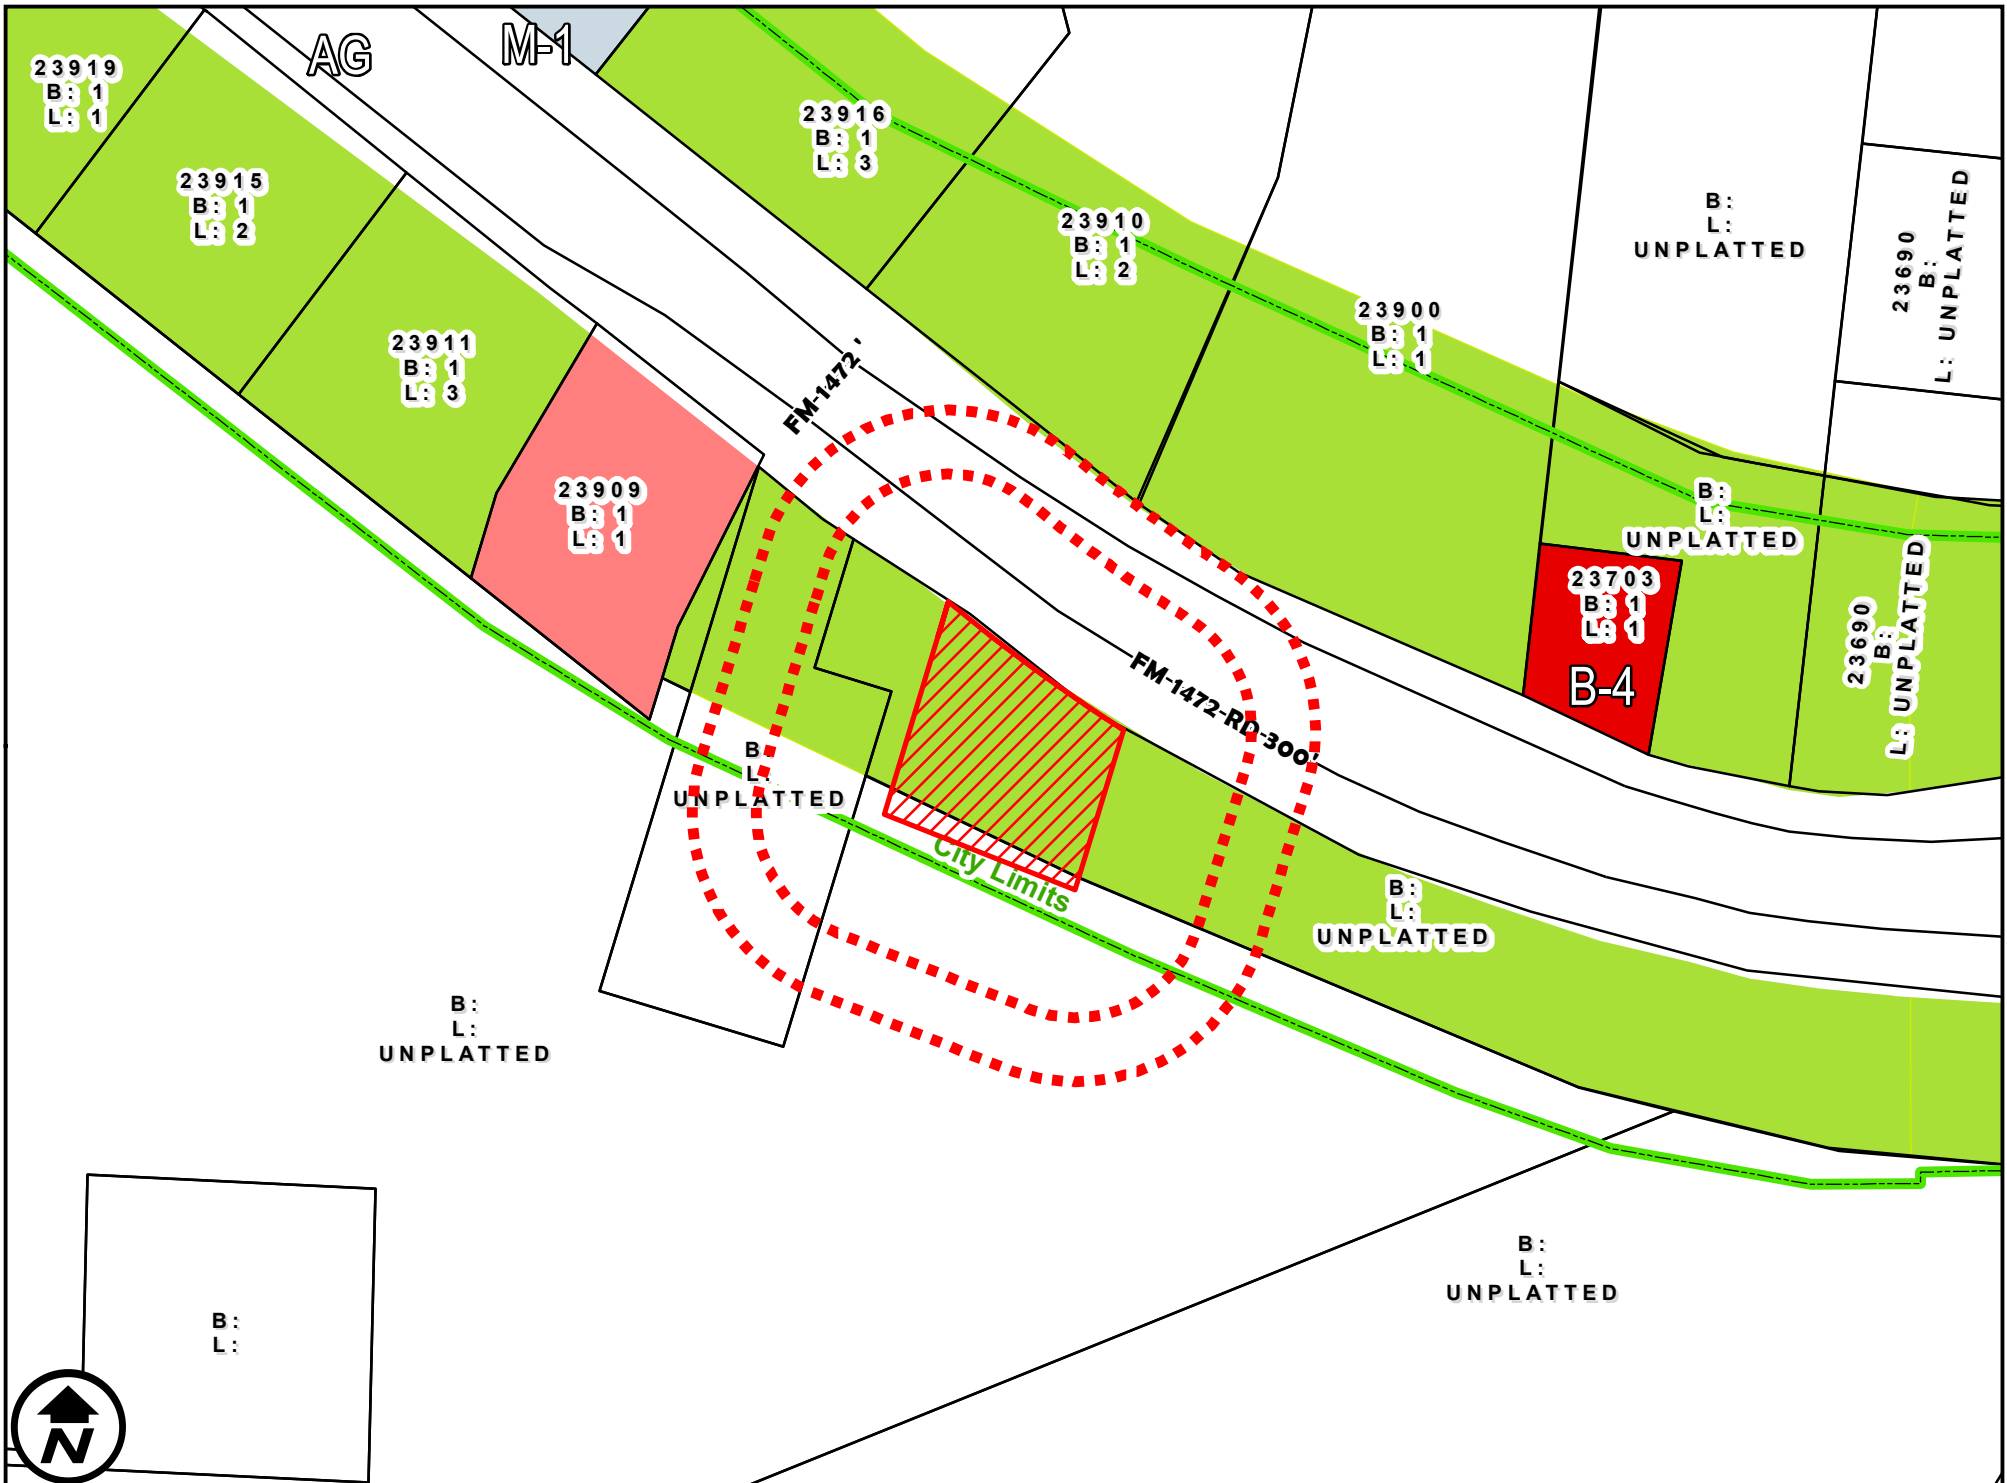 AG
M-1
23919
B: 1
L: 1
23915
B: 1
L: 2
23911
B: 1
L: 3
23909
B: 1
L: 1
23916
B: 1
L: 3
23910
B: 1
L: 2
23900
B: 1
L: 1
B:
L:
UNPLATTED
23690
B:
L: UNPLATTED
FM-1472 '
B:
L:
UNPLATTED
23703
B: 1
L: 1
B-4
23690
B:
L: UNPLATTED
FM-1472-RD-300'
B:
L:
UNPLATTED
City Limits
B:
L:
UNPLATTED
B:
L:
UNPLATTED
B:
L:
UNPLATTED
B:
L:
N